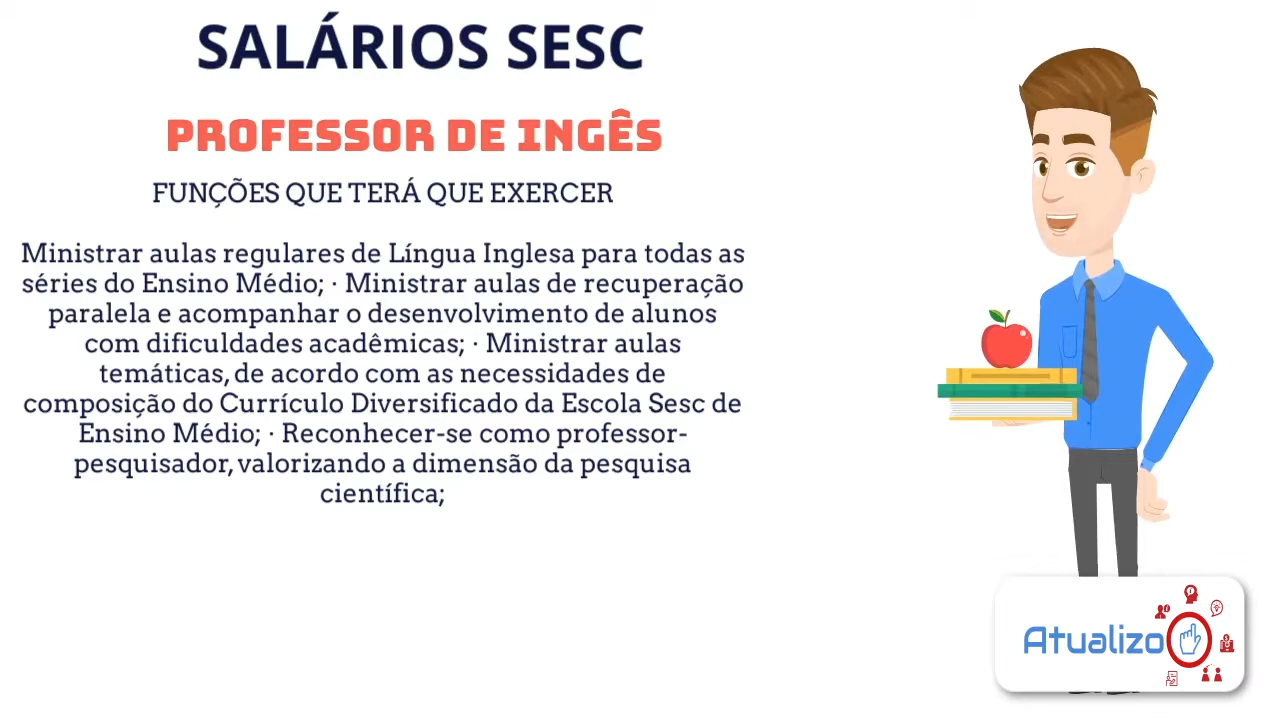 SALÁRIOS SESC
PROFESSOR DE INGÊS
FUNÇÕES QUE TERÁ QUE EXERCER
Ministrar aulas regulares de Língua Inglesa para todas as
séries do Ensino Médio; · Ministrar aulas de recuperação
paralela e acompanhar o desenvolvimento de alunos
com dificuldades acadêmicas; · Ministrar aulas
temáticas, de acordo com as necessidades de
composição do Currículo Diversificado da Escola Sesc de
Ensino Médio; · Reconhecer-se como professor-
pesquisador, valorizando a dimensão da pesquisa
científica;
Atualizo